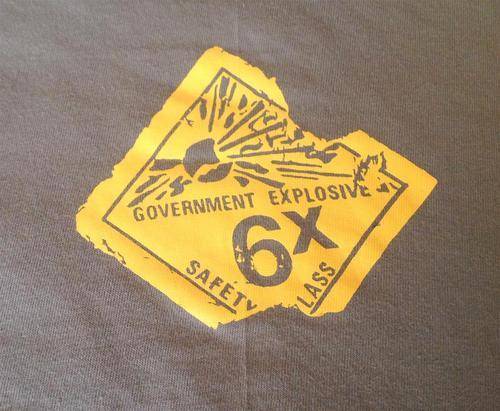 GOVERNMENT EXPLOSIVE
6x
SAFETY LASS